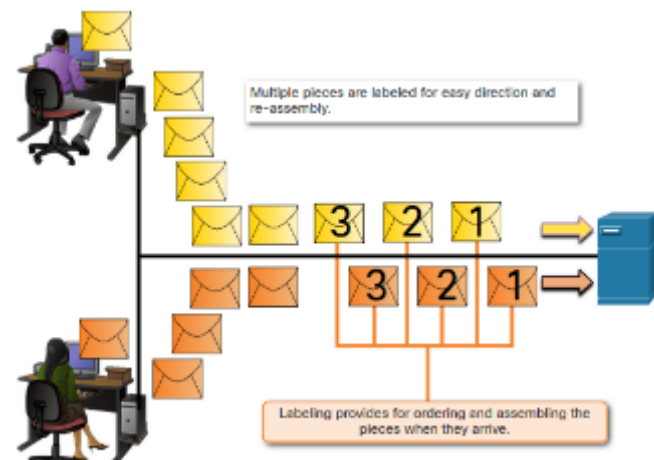 Multiple pieces are labeled for easy direction and
re-assembly.
3 2 1
3 2 1
Labeling provides for ordering and assembling the
pieces when they arrive.